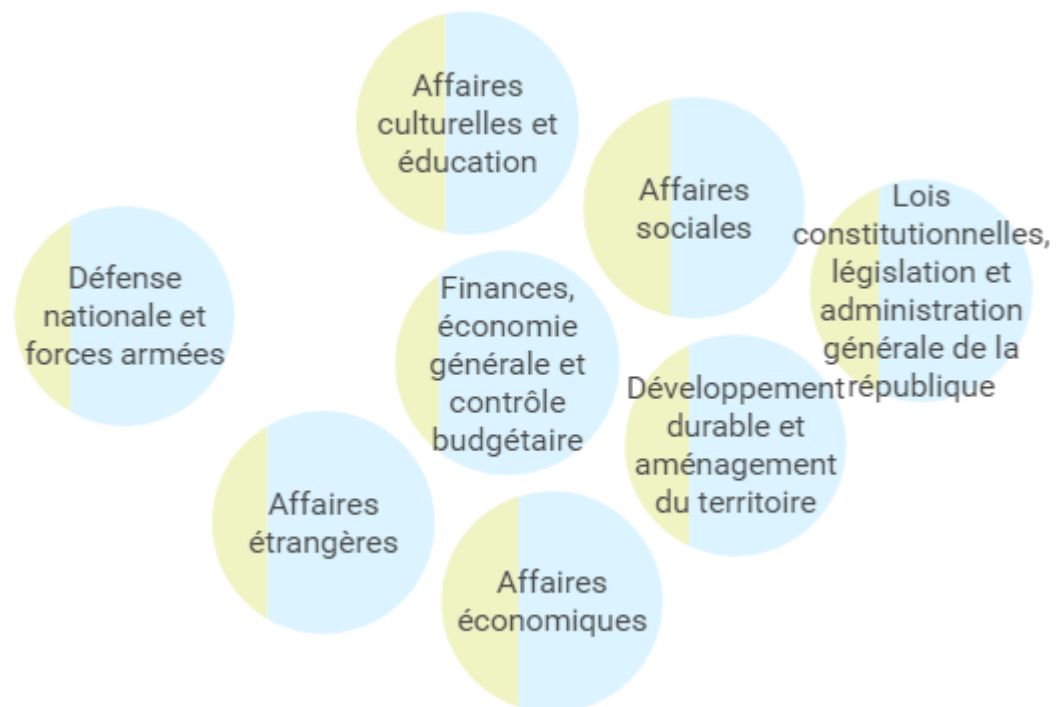 Affaires
culturelles et
éducation
Affaires
sociales
Lois
constitutionnelles,
législation et
administration
générale de la
république
Défense
nationale et
forces armées
Finances,
économie
générale et
contrôle
budgétaire
Développement
durable et
aménagement
du territoire
Affaires
étrangères
Affaires
économiques